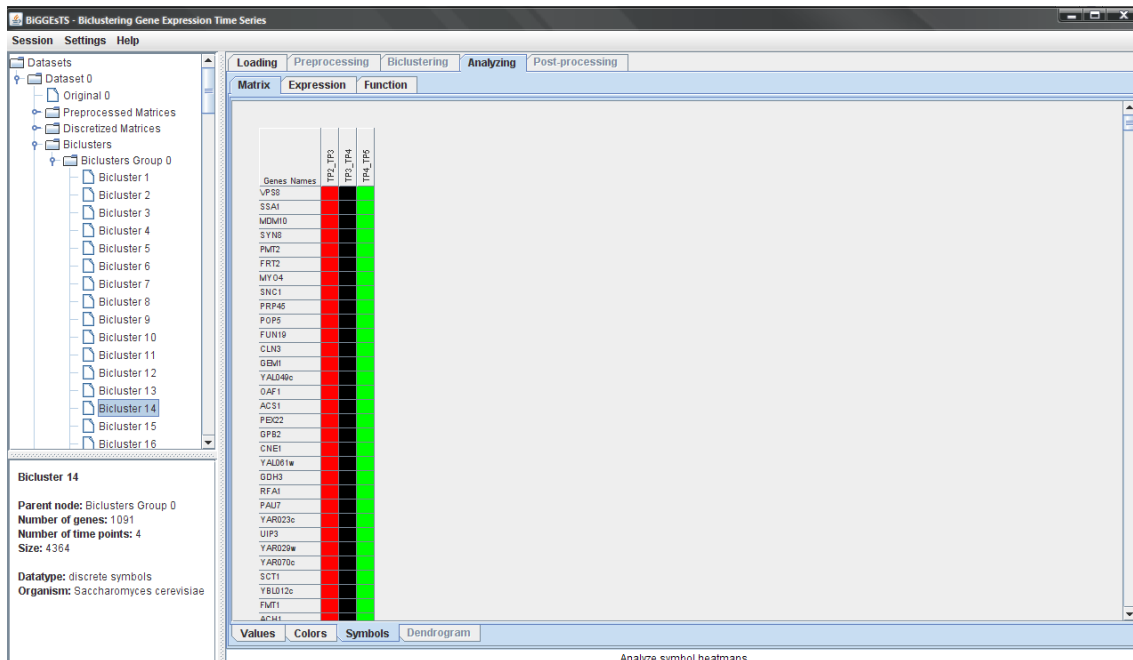 BiGGEsTS - Biclustering Gene Expression Time Series
Session Settings Help
Datasets
Dataset 0
Original 0
Preprocessed Matrices
Discretized Matrices
Biclusters
Biclusters Group 0
Bicluster 1
Bicluster 2
Bicluster 3
Bicluster 4
Bicluster 5
Bicluster 6
Bicluster 7
Bicluster 8
Bicluster 9
Bicluster 10
Bicluster 11
Bicluster 12
Bicluster 13
Bicluster 14
Bicluster 15
Bicluster 16
Bicluster 14
Parent node: Biclusters Group 0
Number of genes: 1091
Number of time points: 4
Size: 4364
Datatype: discrete symbols
Organism: Saccharomyces cerevisiae
Loading Preprocessing Biclustering Analyzing Post-processing
Matrix Expression Function
Genes Names TP2_TP3 TP3_TP4 TP4_TP5
VPS8
SSA1
MDM10
SYN8
PMT2
FRT2
MYO4
SNC1
PRP45
POP5
FUN19
CLN3
GEM1
YAL049c
OAF1
ACS1
PEX22
GPB2
CNE1
YAL061w
GDH3
RFA1
PAU7
YAR023c
UIP3
YAR029w
YAR070c
SCT1
YBL012c
FMT1
ACH1
Values Colors Symbols Dendrogram
Analyze symbol heatmaps